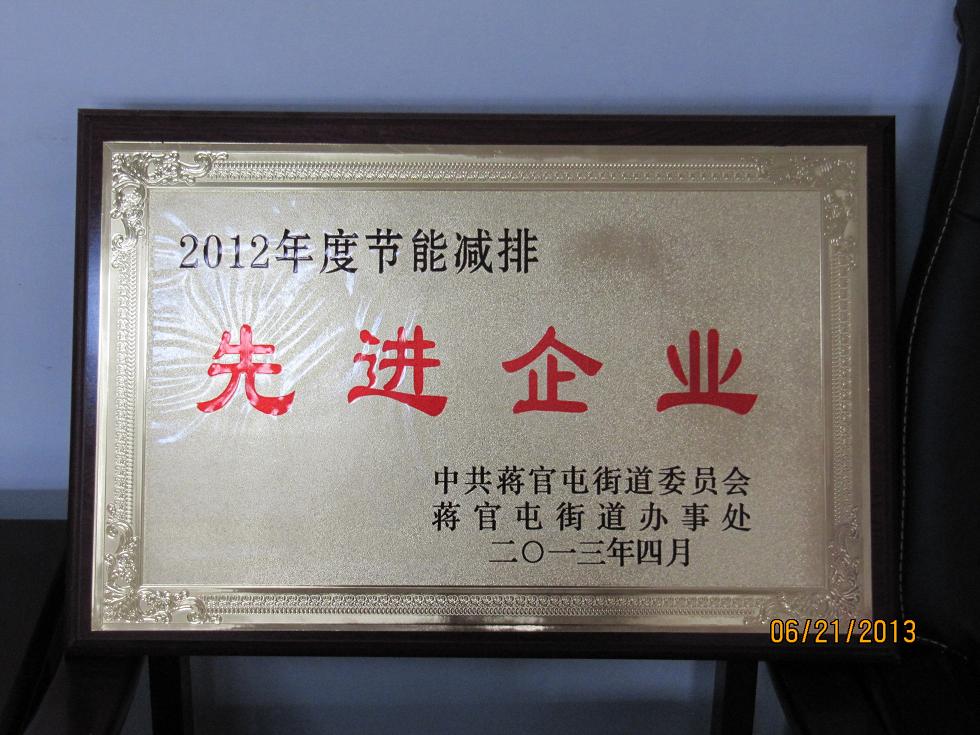 2012年度节能减排
先进企业
中共蒋官屯街道委员会
蒋官屯街道办事处
二〇一三年四月
06/21/2013